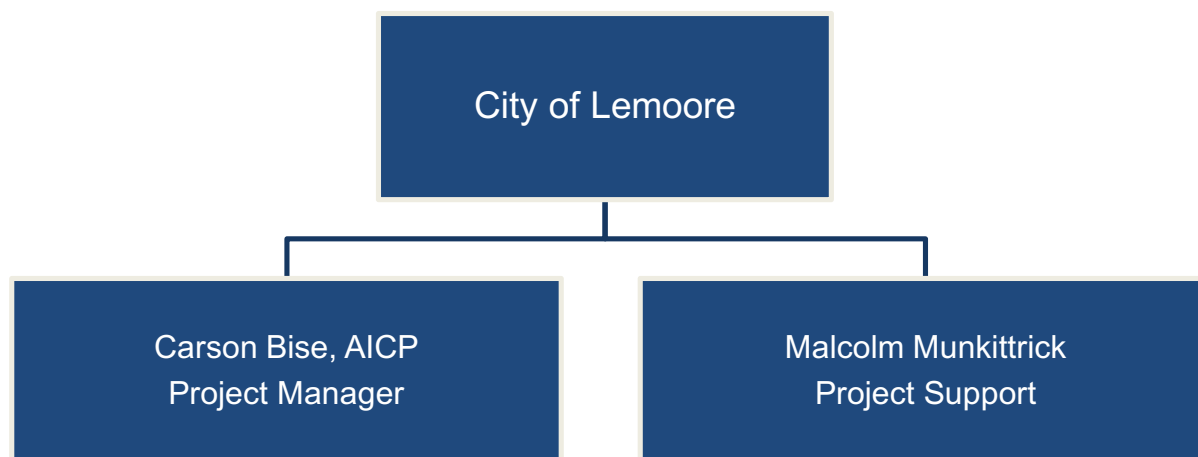 City of Lemoore
Carson Bise, AICP
Project Manager
Malcolm Munkittrick
Project Support